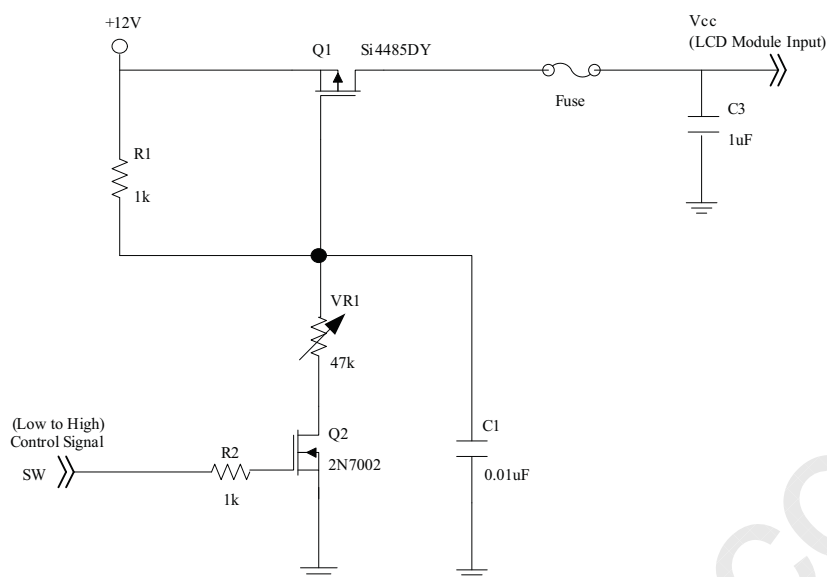 +12V
Q1
Si4485DY
Vcc
(LCD Module Input)
Fuse
C3
1uF
R1
1k
VR1
47k
(Low to High)
Control Signal
SW
R2
1k
Q2
2N7002
C1
0.01uF